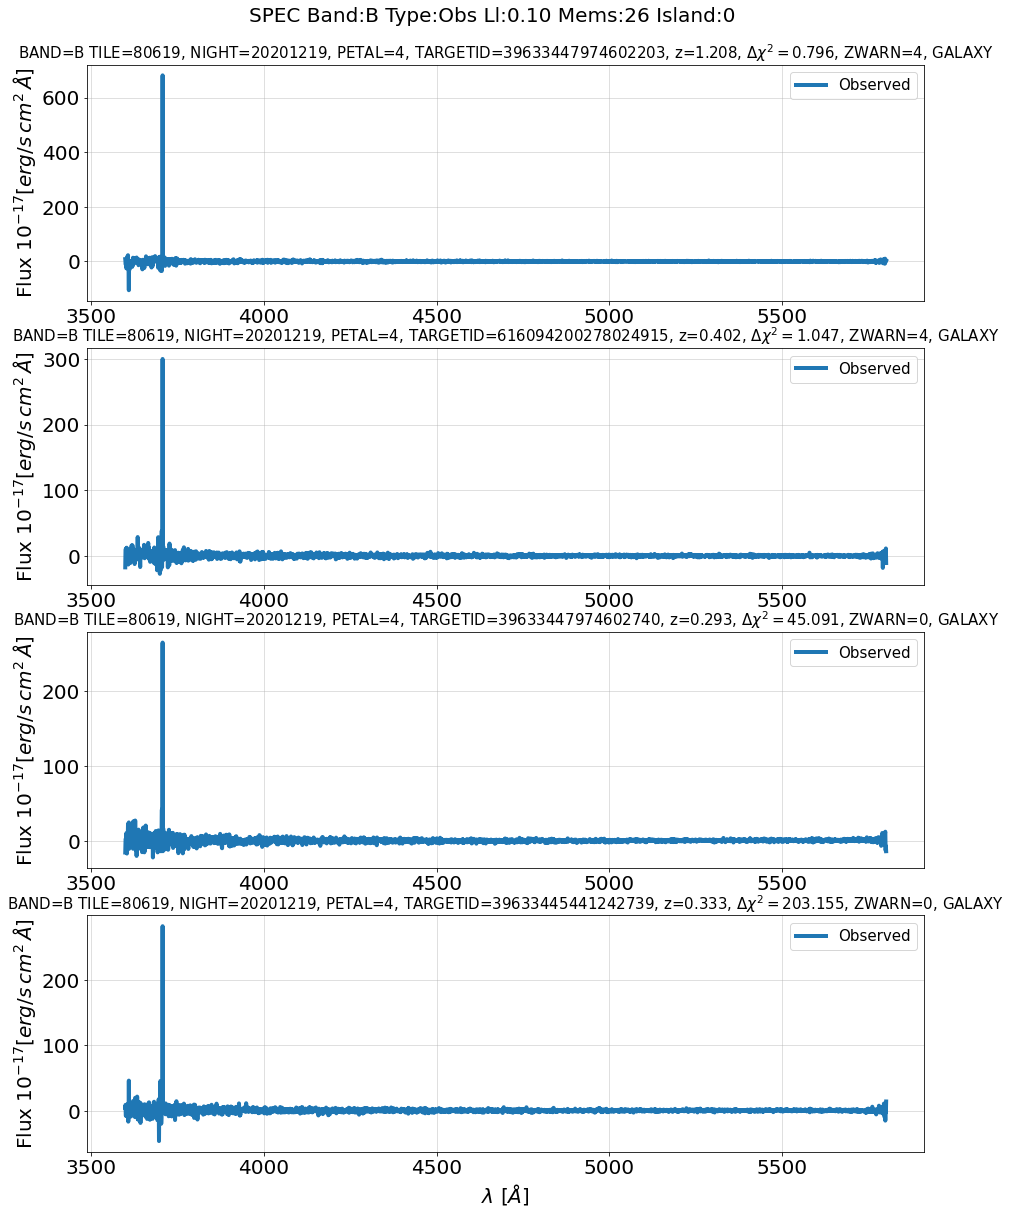 SPEC Band:B Type:Obs Ll:0.10 Mems:26 Island:0
BAND=B TILE=80619, NIGHT=20201219, PETAL=4, TARGETID=39633447974602203, z=1.208, Δχ² = 0.796, ZWARN=4, GALAXY
Observed
Flux 10⁻¹⁷[erg/s cm² Å]
600
400
200
0
3500 4000 4500 5000 5500
BAND=B TILE=80619, NIGHT=20201219, PETAL=4, TARGETID=616094200278024915, z=0.402, Δχ² = 1.047, ZWARN=4, GALAXY
Observed
Flux 10⁻¹⁷[erg/s cm² Å]
300
200
100
0
3500 4000 4500 5000 5500
BAND=B TILE=80619, NIGHT=20201219, PETAL=4, TARGETID=39633447974602740, z=0.293, Δχ² = 45.091, ZWARN=0, GALAXY
Observed
Flux 10⁻¹⁷[erg/s cm² Å]
200
100
0
3500 4000 4500 5000 5500
BAND=B TILE=80619, NIGHT=20201219, PETAL=4, TARGETID=39633445441242739, z=0.333, Δχ² = 203.155, ZWARN=0, GALAXY
Observed
Flux 10⁻¹⁷[erg/s cm² Å]
200
100
0
3500 4000 4500 5000 5500
λ [Å]